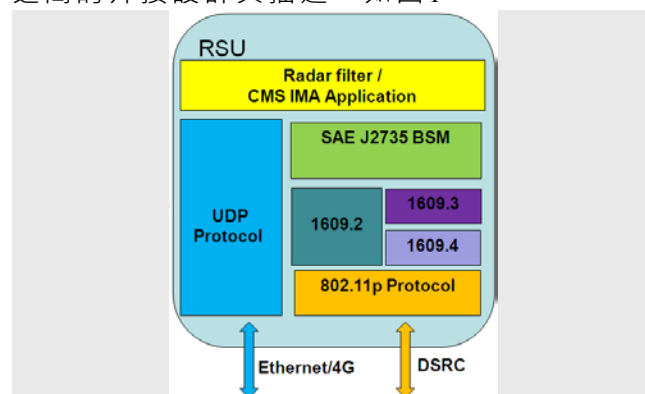 RSU
Radar filter /
CMS IMA Application
SAE J2735 BSM
UDP
Protocol
1609.2
1609.3
1609.4
802.11p Protocol
Ethernet/4G
DSRC